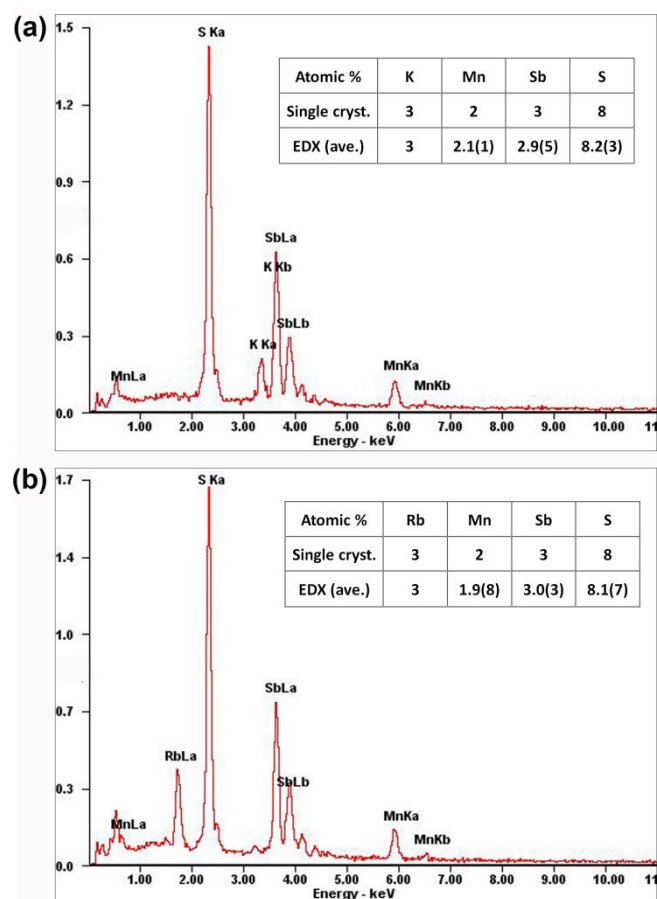 (a)
1.5
S Ka
Atomic % K Mn Sb S
Single cryst. 3 2 3 8
EDX (ave.) 3 2.1(1) 2.9(5) 8.2(3)
1.2
0.9
SbLa
0.6
K Kb
SbLb
0.3
K Ka
MnLa
MnKa
MnKb
0.0
1.00 2.00 3.00 4.00 5.00 6.00 7.00 8.00 9.00 10.00 11
Energy - keV
(b)
1.7
S Ka
Atomic % Rb Mn Sb S
Single cryst. 3 2 3 8
EDX (ave.) 3 1.9(8) 3.0(3) 8.1(7)
1.4
1.0
SbLa
0.7
RbLa
0.3
SbLb
MnLa
MnKa
MnKb
0.0
1.00 2.00 3.00 4.00 5.00 6.00 7.00 8.00 9.00 10.00 11
Energy - keV